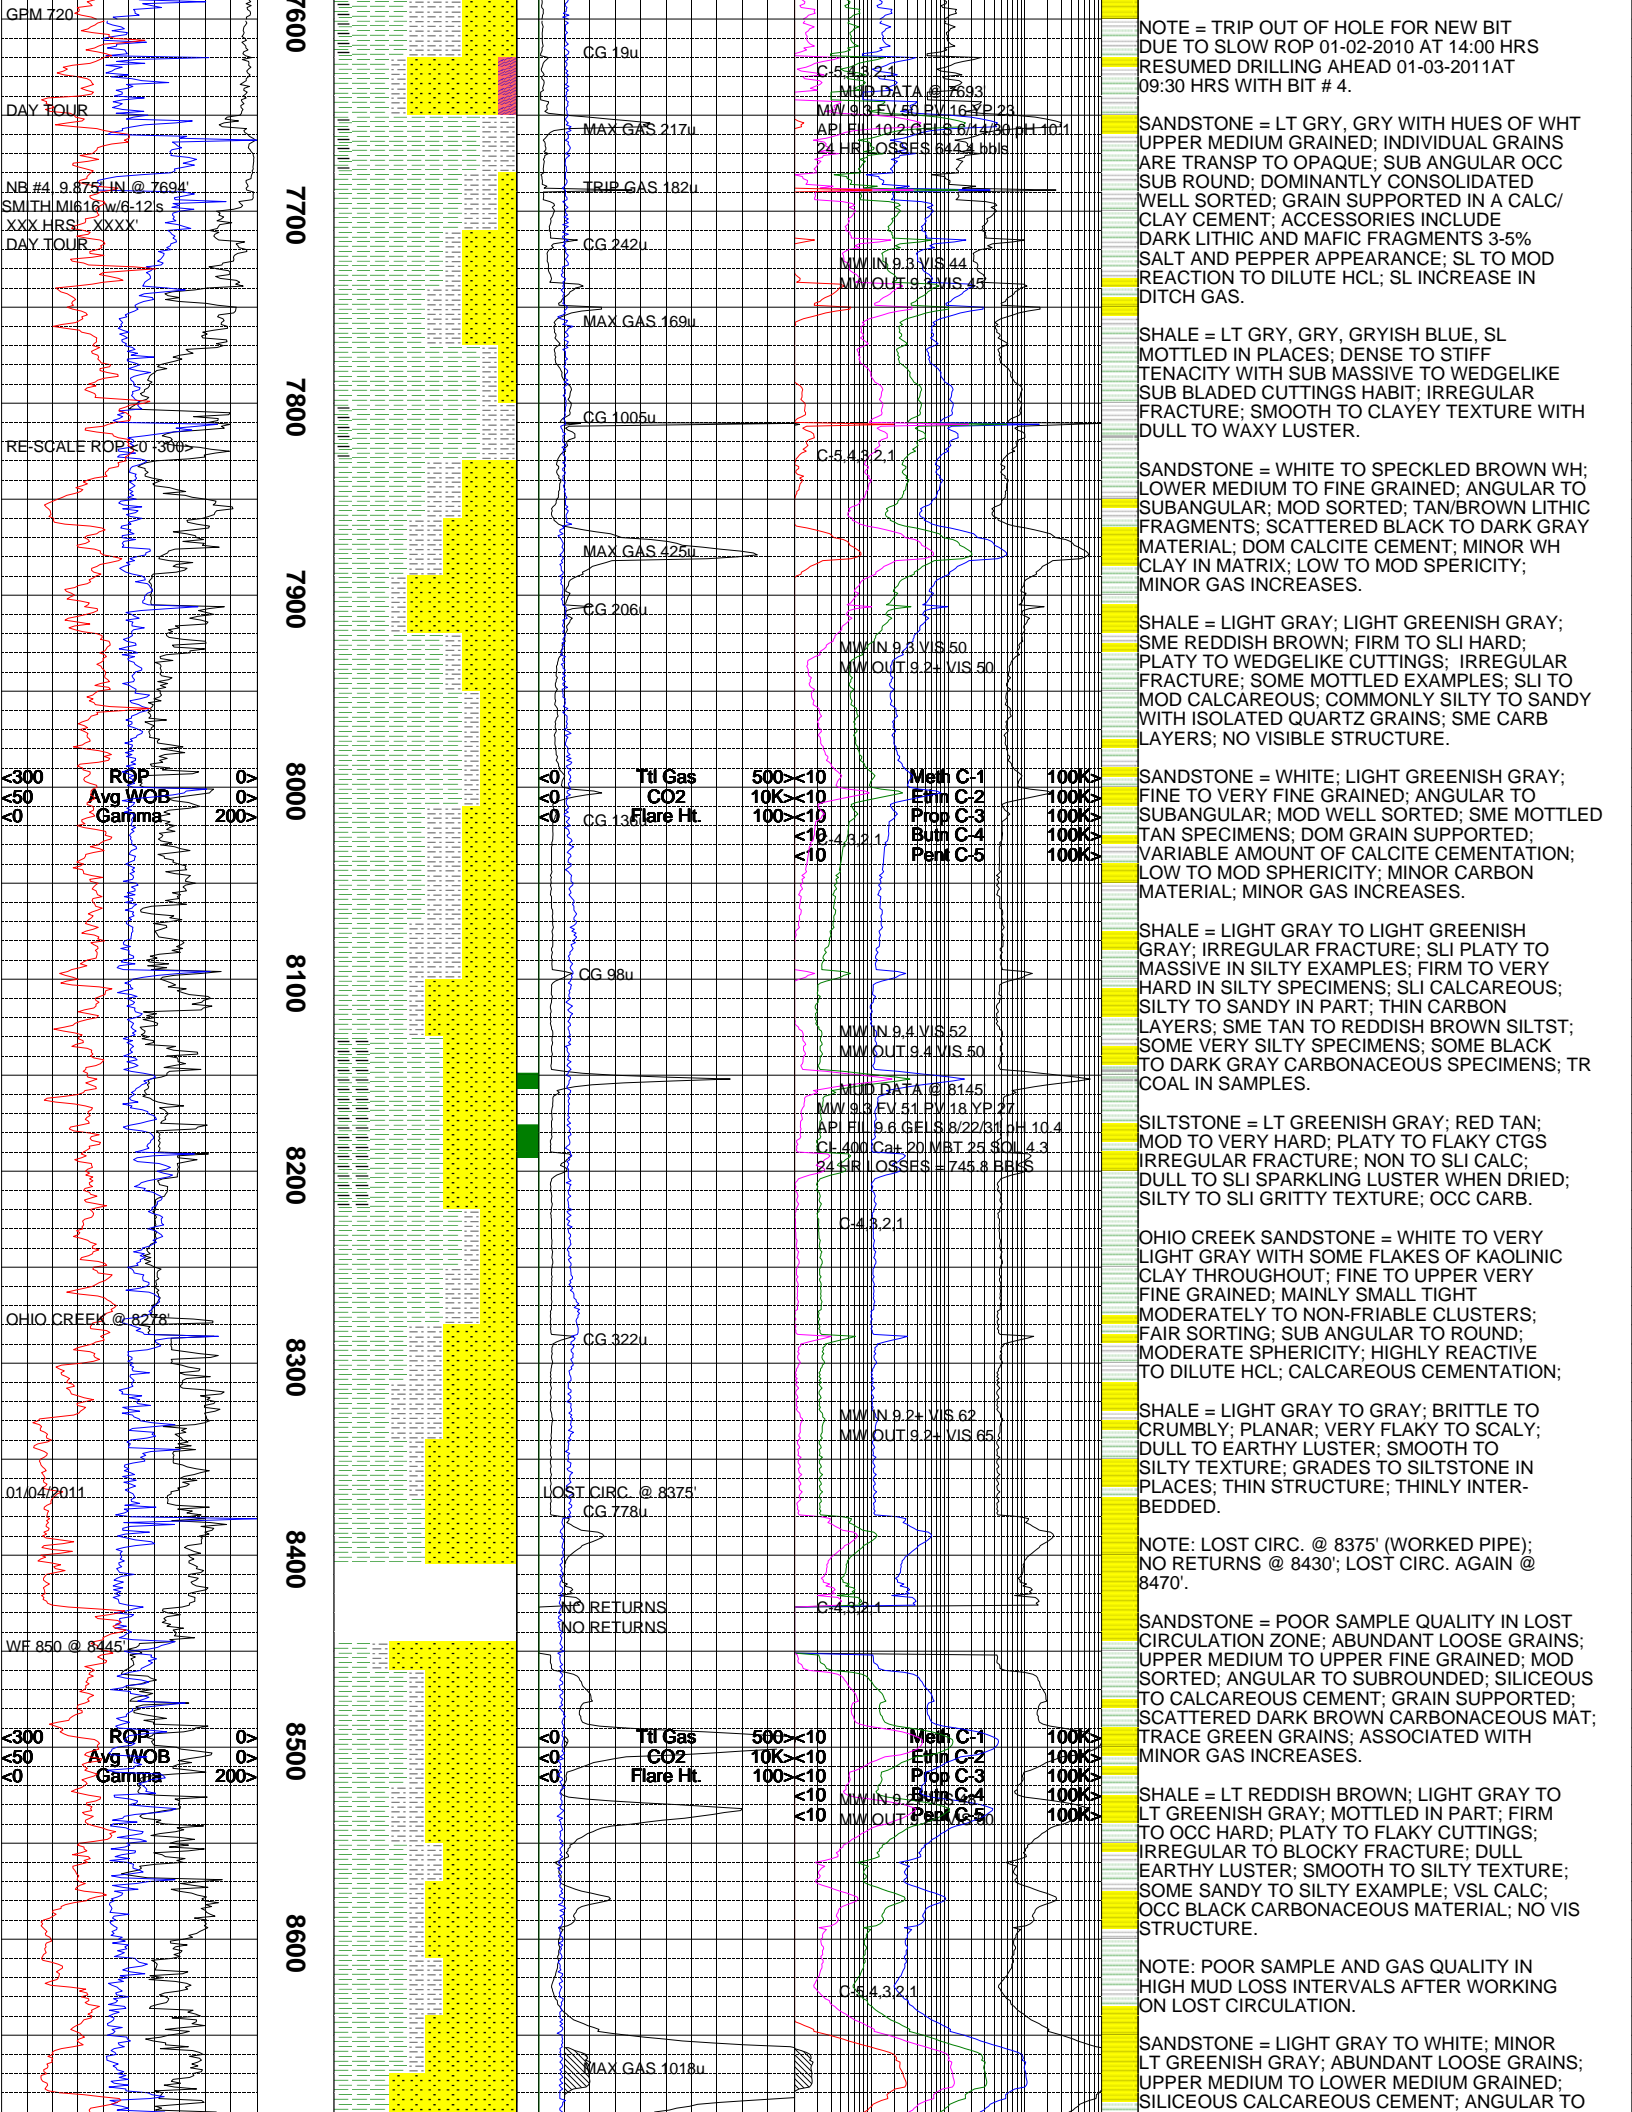 GPM 720
DAY TOUR
NB #4 9.875" IN @ 7694'
SMITH MI616 w/6-12's
XXX HRS XXXX'
DAY TOUR
RE-SCALE ROP <0 -300>
<300 ROP 0>
<50 Avg WOB 0>
<0 Gamma 200>
OHIO CREEK @ 8278'
01/04/2011
WF 850 @ 8445'
<300 ROP 0>
<50 Avg WOB 0>
<0 Gamma 200>
7600
7700
7800
7900
8000
8100
8200
8300
8400
8500
8600
CG 19u
MAX GAS 217u
TRIP GAS 182u
CG 242u
MAX GAS 169u
CG 1005u
MAX GAS 425u
CG 206u
<0 Ttl Gas 500>
<0 CO2 10K>
<0 Flare Ht. 100>
CG 98u
CG 322u
LOST CIRC. @ 8375'
CG 778u
NO RETURNS
NO RETURNS
<0 Ttl Gas 500>
<0 CO2 10K>
<0 Flare Ht. 100>
MAX GAS 1018u
C-5,4,3,2,1
MUD DATA @ 7693
MW 9.3 FV 50 PV 16 YP 23
API FIL 10.2 GELS 6/14/30 pH 10.1
24 HR LOSSES 644.4 bbls
MW IN 9.3 VIS 44
MW OUT 9.3 VIS 45
C-5,4,3,2,1
MW IN 9.3 VIS 50
MW OUT 9.2+ VIS 50
<10 Meth C-1 100K>
<10 Ethn C-2 100K>
<10 Prop C-3 100K>
<10 Butn C-4 100K>
<10 Pent C-5 100K>
C-4,3,2,1
MW IN 9.4 VIS 52
MW OUT 9.4 VIS 50
MUD DATA @ 8145
MW 9.3 FV 51 PV 18 YP 27
API FIL 9.6 GELS 8/22/31 pH 10.4
Cl- 400 Ca+ 20 MBT 25 SOL 4.3
24 HR LOSSES = 745.8 BBLS
C-4,3,2,1
MW IN 9.2+ VIS 62
MW OUT 9.2+ VIS 65
C-4,3,2,1
<10 Meth C-1 100K>
<10 Ethn C-2 100K>
<10 Prop C-3 100K>
<10 Butn C-4 100K>
<10 Pent C-5 100K>
MW IN
MW OUT
C-5,4,3,2,1
NOTE = TRIP OUT OF HOLE FOR NEW BIT
DUE TO SLOW ROP 01-02-2010 AT 14:00 HRS
RESUMED DRILLING AHEAD 01-03-2011AT
09:30 HRS WITH BIT # 4.
SANDSTONE = LT GRY, GRY WITH HUES OF WHT
UPPER MEDIUM GRAINED; INDIVIDUAL GRAINS
ARE TRANSP TO OPAQUE; SUB ANGULAR OCC
SUB ROUND; DOMINANTLY CONSOLIDATED
WELL SORTED; GRAIN SUPPORTED IN A CALC/
CLAY CEMENT; ACCESSORIES INCLUDE
DARK LITHIC AND MAFIC FRAGMENTS 3-5%
SALT AND PEPPER APPEARANCE; SL TO MOD
REACTION TO DILUTE HCL; SL INCREASE IN
DITCH GAS.
SHALE = LT GRY, GRY, GRYISH BLUE, SL
MOTTLED IN PLACES; DENSE TO STIFF
TENACITY WITH SUB MASSIVE TO WEDGELIKE
SUB BLADED CUTTINGS HABIT; IRREGULAR
FRACTURE; SMOOTH TO CLAYEY TEXTURE WITH
DULL TO WAXY LUSTER.
SANDSTONE = WHITE TO SPECKLED BROWN WH;
LOWER MEDIUM TO FINE GRAINED; ANGULAR TO
SUBANGULAR; MOD SORTED; TAN/BROWN LITHIC
FRAGMENTS; SCATTERED BLACK TO DARK GRAY
MATERIAL; DOM CALCITE CEMENT; MINOR WH
CLAY IN MATRIX; LOW TO MOD SPERICITY;
MINOR GAS INCREASES.
SHALE = LIGHT GRAY; LIGHT GREENISH GRAY;
SME REDDISH BROWN; FIRM TO SLI HARD;
PLATY TO WEDGELIKE CUTTINGS; IRREGULAR
FRACTURE; SOME MOTTLED EXAMPLES; SLI TO
MOD CALCAREOUS; COMMONLY SILTY TO SANDY
WITH ISOLATED QUARTZ GRAINS; SME CARB
LAYERS; NO VISIBLE STRUCTURE.
SANDSTONE = WHITE; LIGHT GREENISH GRAY;
FINE TO VERY FINE GRAINED; ANGULAR TO
SUBANGULAR; MOD WELL SORTED; SME MOTTLED
TAN SPECIMENS; DOM GRAIN SUPPORTED;
VARIABLE AMOUNT OF CALCITE CEMENTATION;
LOW TO MOD SPHERICITY; MINOR CARBON
MATERIAL; MINOR GAS INCREASES.
SHALE = LIGHT GRAY TO LIGHT GREENISH
GRAY; IRREGULAR FRACTURE; SLI PLATY TO
MASSIVE IN SILTY EXAMPLES; FIRM TO VERY
HARD IN SILTY SPECIMENS; SLI CALCAREOUS;
SILTY TO SANDY IN PART; THIN CARBON
LAYERS; SME TAN TO REDDISH BROWN SILTST;
SOME VERY SILTY SPECIMENS; SOME BLACK
TO DARK GRAY CARBONACEOUS SPECIMENS; TR
COAL IN SAMPLES.
SILTSTONE = LT GREENISH GRAY; RED TAN;
MOD TO VERY HARD; PLATY TO FLAKY CTGS
IRREGULAR FRACTURE; NON TO SLI CALC;
DULL TO SLI SPARKLING LUSTER WHEN DRIED;
SILTY TO SLI GRITTY TEXTURE; OCC CARB.
OHIO CREEK SANDSTONE = WHITE TO VERY
LIGHT GRAY WITH SOME FLAKES OF KAOLINIC
CLAY THROUGHOUT; FINE TO UPPER VERY
FINE GRAINED; MAINLY SMALL TIGHT
MODERATELY TO NON-FRIABLE CLUSTERS;
FAIR SORTING; SUB ANGULAR TO ROUND;
MODERATE SPHERICITY; HIGHLY REACTIVE
TO DILUTE HCL; CALCAREOUS CEMENTATION;
SHALE = LIGHT GRAY TO GRAY; BRITTLE TO
CRUMBLY; PLANAR; VERY FLAKY TO SCALY;
DULL TO EARTHY LUSTER; SMOOTH TO
SILTY TEXTURE; GRADES TO SILTSTONE IN
PLACES; THIN STRUCTURE; THINLY INTER-
BEDDED.
NOTE: LOST CIRC. @ 8375' (WORKED PIPE);
NO RETURNS @ 8430'; LOST CIRC. AGAIN @
8470'.
SANDSTONE = POOR SAMPLE QUALITY IN LOST
CIRCULATION ZONE; ABUNDANT LOOSE GRAINS;
UPPER MEDIUM TO UPPER FINE GRAINED; MOD
SORTED; ANGULAR TO SUBROUNDED; SILICEOUS
TO CALCAREOUS CEMENT; GRAIN SUPPORTED;
SCATTERED DARK BROWN CARBONACEOUS MAT;
TRACE GREEN GRAINS; ASSOCIATED WITH
MINOR GAS INCREASES.
SHALE = LT REDDISH BROWN; LIGHT GRAY TO
LT GREENISH GRAY; MOTTLED IN PART; FIRM
TO OCC HARD; PLATY TO FLAKY CUTTINGS;
IRREGULAR TO BLOCKY FRACTURE; DULL
EARTHY LUSTER; SMOOTH TO SILTY TEXTURE;
SOME SANDY TO SILTY EXAMPLE; VSL CALC;
OCC BLACK CARBONACEOUS MATERIAL; NO VIS
STRUCTURE.
NOTE: POOR SAMPLE AND GAS QUALITY IN
HIGH MUD LOSS INTERVALS AFTER WORKING
ON LOST CIRCULATION.
SANDSTONE = LIGHT GRAY TO WHITE; MINOR
LT GREENISH GRAY; ABUNDANT LOOSE GRAINS;
UPPER MEDIUM TO LOWER MEDIUM GRAINED;
SILICEOUS CALCAREOUS CEMENT; ANGULAR TO